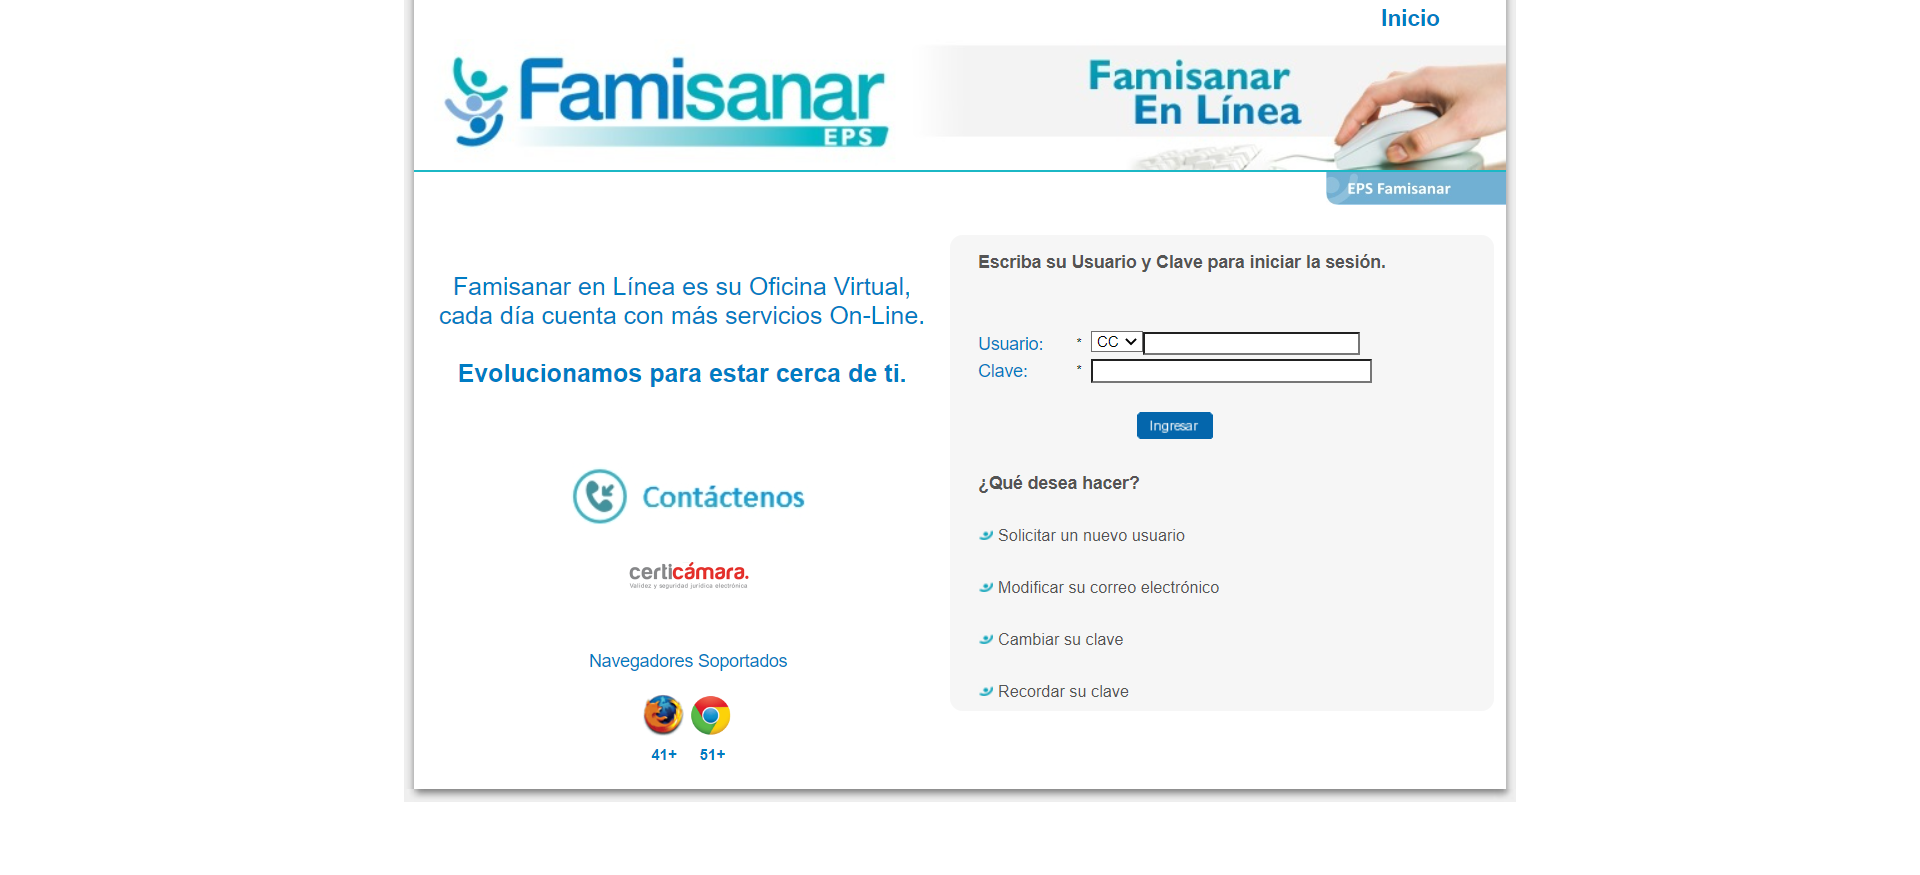 Inicio
Famisanar
EPS
Famisanar
En Línea
EPS Famisanar
Famisanar en Línea es su Oficina Virtual,
cada día cuenta con más servicios On-Line.
Evolucionamos para estar cerca de ti.
Contáctenos
certicámara.
Validez y seguridad jurídica electrónica
Navegadores Soportados
41+ 51+
Escriba su Usuario y Clave para iniciar la sesión.
Usuario: * CC
Clave: *
Ingresar
¿Qué desea hacer?
Solicitar un nuevo usuario
Modificar su correo electrónico
Cambiar su clave
Recordar su clave